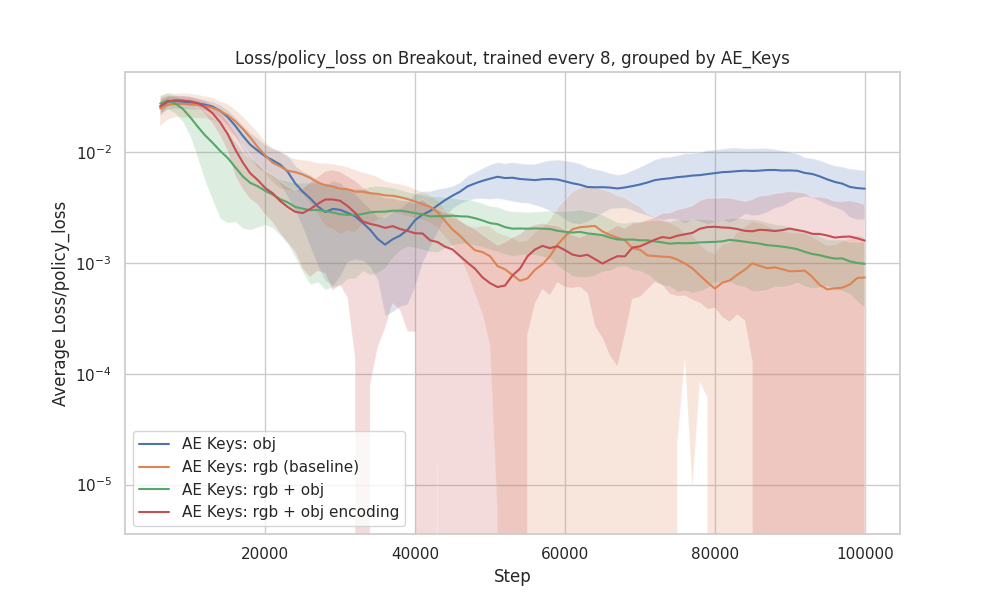 Loss/policy_loss on Breakout, trained every 8, grouped by AE_Keys
Average Loss/policy_loss
10⁻²
10⁻³
10⁻⁴
10⁻⁵
AE Keys: obj
AE Keys: rgb (baseline)
AE Keys: rgb + obj
AE Keys: rgb + obj encoding
20000 40000 60000 80000 100000
Step